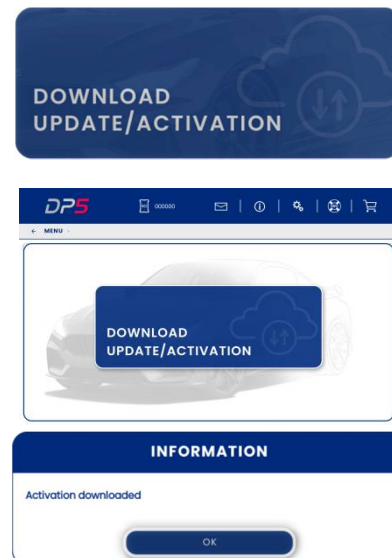 DOWNLOAD
UPDATE/ACTIVATION
DP5 000000
← MENU
DOWNLOAD
UPDATE/ACTIVATION
INFORMATION
Activation downloaded
OK